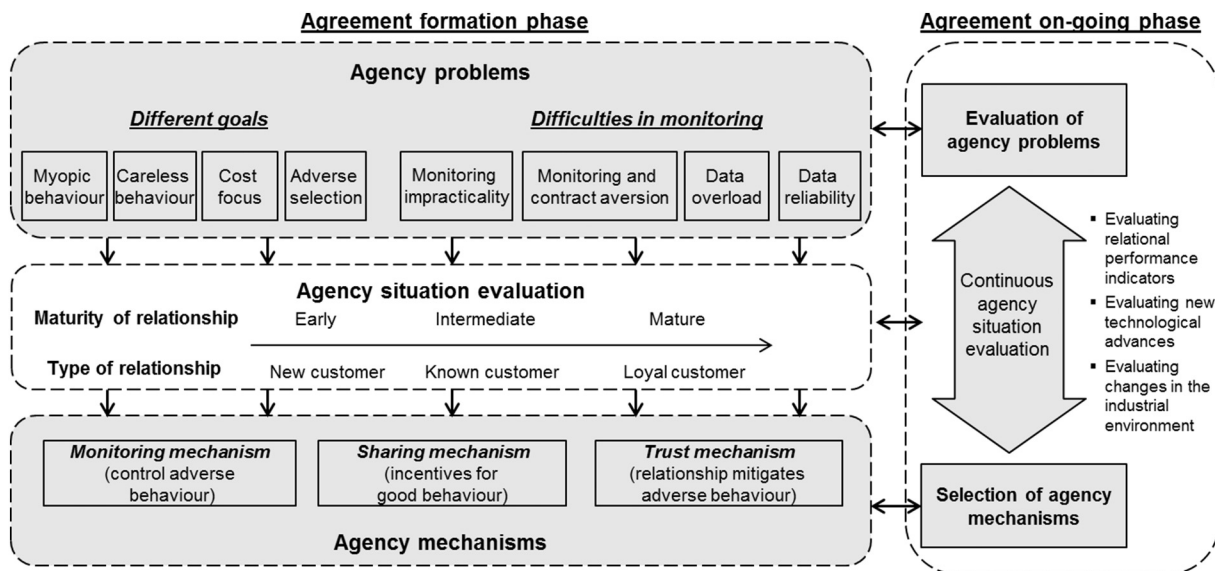 Agreement formation phase
Agency problems
Different goals
Difficulties in monitoring
Myopic
behaviour
Careless
behaviour
Cost
focus
Adverse
selection
Monitoring
impracticality
Monitoring and
contract aversion
Data
overload
Data
reliability
Agency situation evaluation
Maturity of relationship
Early
Intermediate
Mature
Type of relationship
New customer
Known customer
Loyal customer
Monitoring mechanism
(control adverse
behaviour)
Sharing mechanism
(incentives for
good behaviour)
Trust mechanism
(relationship mitigates
adverse behaviour)
Agency mechanisms
Agreement on-going phase
Evaluation of
agency problems
Continuous
agency
situation
evaluation
▪ Evaluating
relational
performance
indicators
▪ Evaluating new
technological
advances
▪ Evaluating
changes in the
industrial
environment
Selection of agency
mechanisms